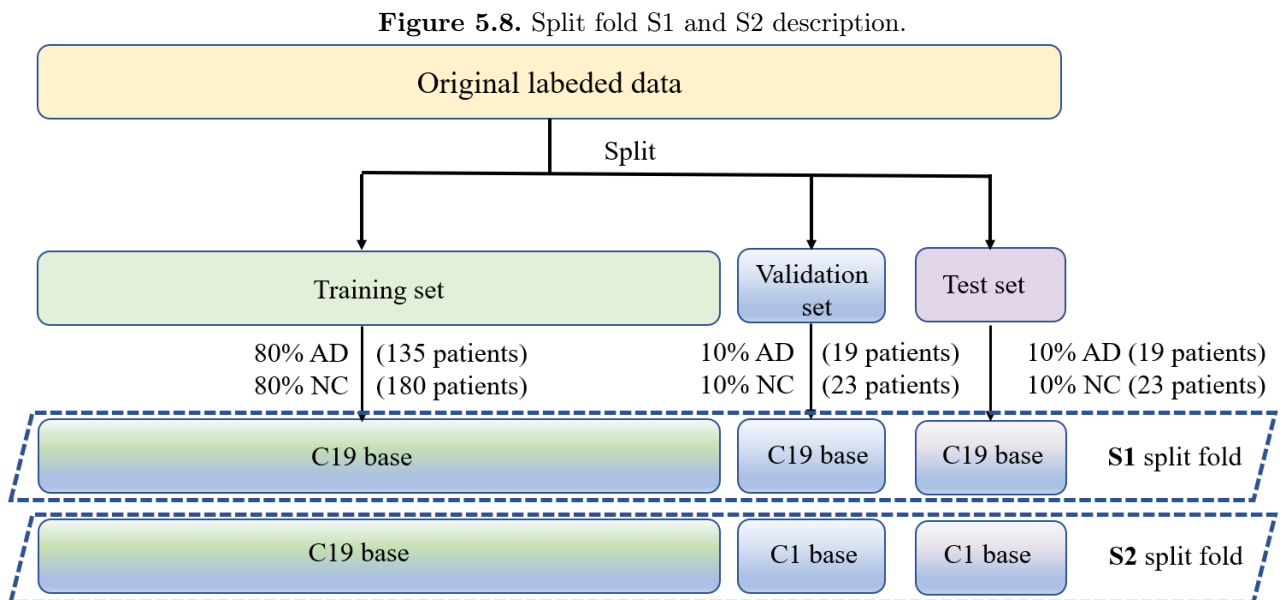 Figure 5.8. Split fold S1 and S2 description.
Original labeded data
Split
Training set
Validation
set
Test set
80% AD (135 patients)
80% NC (180 patients)
10% AD (19 patients)
10% NC (23 patients)
10% AD (19 patients)
10% NC (23 patients)
C19 base
C19 base
C19 base
S1 split fold
C19 base
C1 base
C1 base
S2 split fold